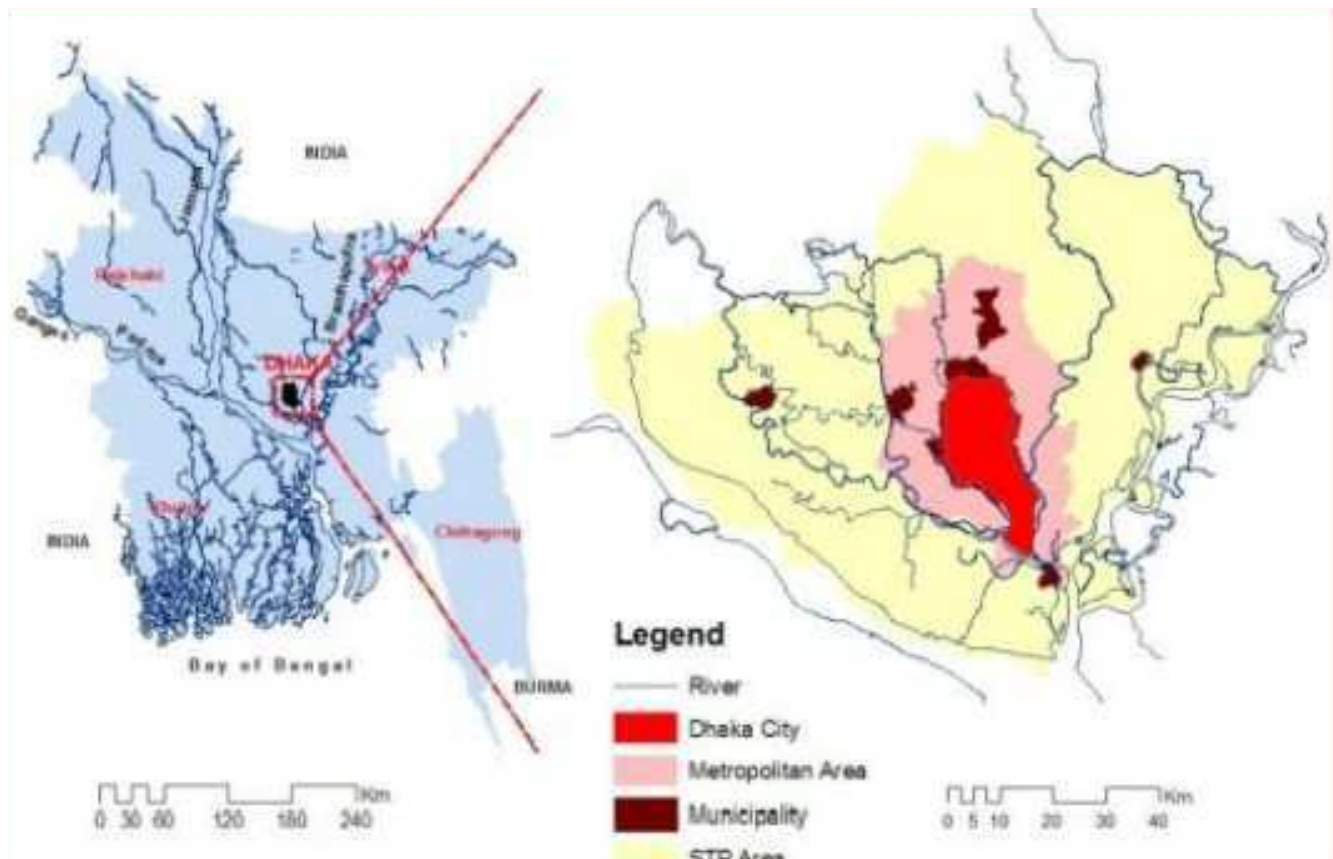 INDIA
Jamuna
Brahmaputra
Rajshahi
Ganges
Padma
DHAKA
Khulna
INDIA
Chittagong
Bay of Bengal
BURMA
0 30 60 120 180 240 Km
Legend
River
Dhaka City
Metropolitan Area
Municipality
STP Area
0 5 10 20 30 40 Km